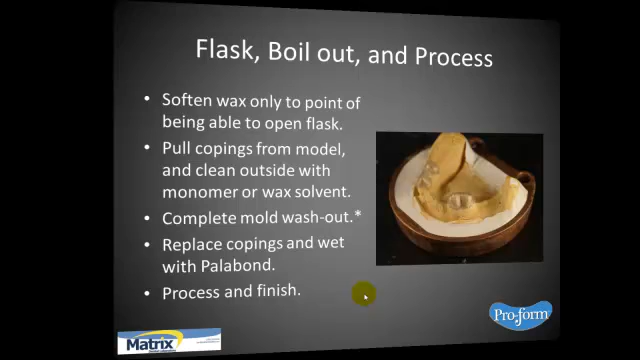 Flask, Boil out, and Process
• Soften wax only to point of
being able to open flask.
• Pull copings from model,
and clean outside with
monomer or wax solvent.
• Complete mold wash-out.*
• Replace copings and wet
with Palabond.
• Process and finish.
Matrix
Pro-form